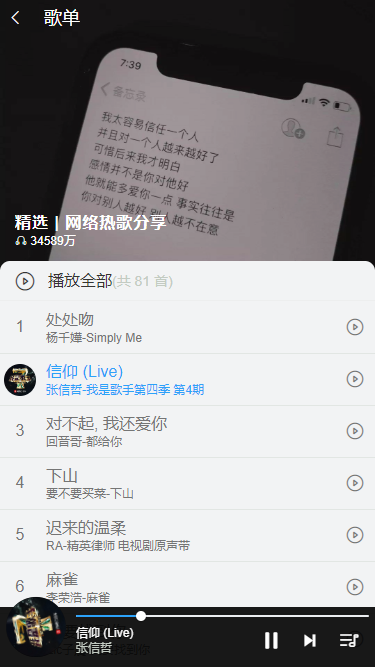 歌单
7:39
备忘录
我太容易信任一个人
并且对一个人越来越好了
可惜后来我才明白
感情并不是你对他好
他就能多爱你一点 事实往往是
你对别人越好 别人越不在意
精选 | 网络热歌分享
34589万
播放全部(共 81 首)
1
处处吻
杨千嬅-Simply Me
信仰 (Live)
张信哲-我是歌手第四季 第4期
3
对不起, 我还爱你
回音哥-都给你
4
下山
要不要买菜-下山
5
迟来的温柔
RA-精英律师 电视剧原声带
6
麻雀
李荣浩-麻雀
信仰 (Live)
张信哲